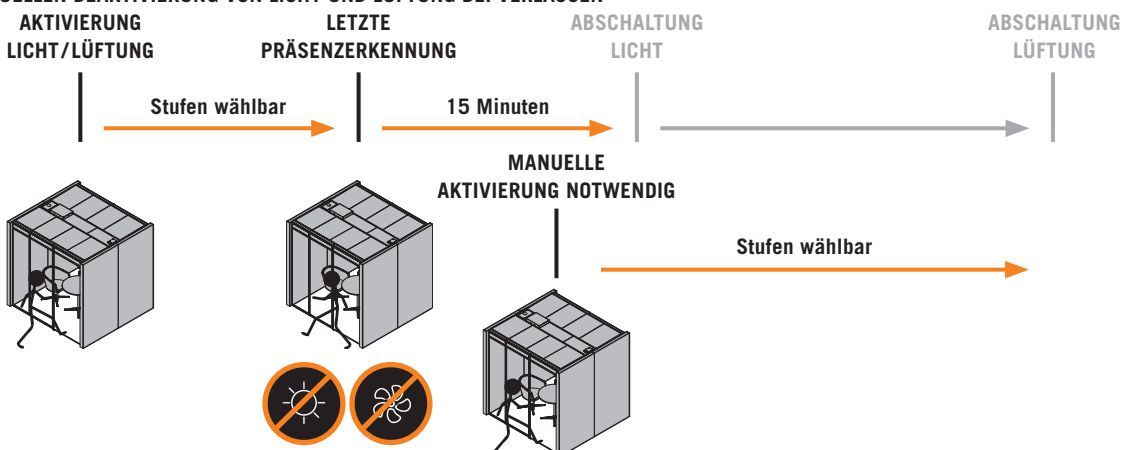 AKTIVIERUNG
LICHT/LÜFTUNG
LETZTE
PRÄSENZERKENNUNG
ABSCHALTUNG
LICHT
ABSCHALTUNG
LÜFTUNG
Stufen wählbar
15 Minuten
MANUELLE
AKTIVIERUNG NOTWENDIG
Stufen wählbar